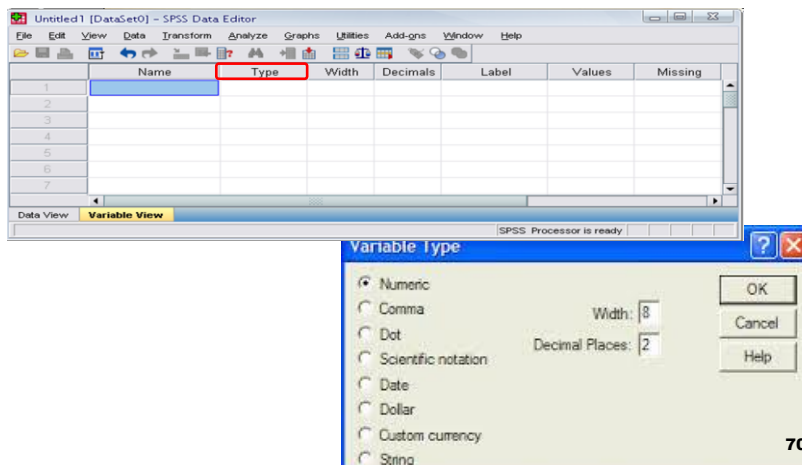 Untitled1 [DataSet0] - SPSS Data Editor
File Edit View Data Transform Analyze Graphs Utilities Add-ons Window Help
Name Type Width Decimals Label Values Missing
1
2
3
4
5
6
7
Data View Variable View
SPSS Processor is ready
Variable Type
Numeric
Comma
Dot
Scientific notation
Date
Dollar
Custom currency
String
Width: 8
Decimal Places: 2
OK
Cancel
Help
70